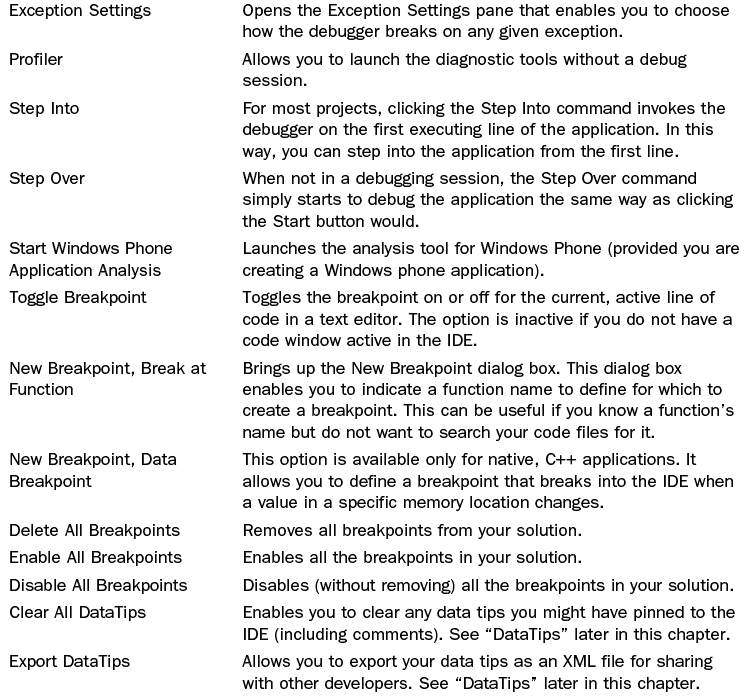 Exception Settings Opens the Exception Settings pane that enables you to choose
how the debugger breaks on any given exception.
Profiler Allows you to launch the diagnostic tools without a debug
session.
Step Into For most projects, clicking the Step Into command invokes the
debugger on the first executing line of the application. In this
way, you can step into the application from the first line.
Step Over When not in a debugging session, the Step Over command
simply starts to debug the application the same way as clicking
the Start button would.
Start Windows Phone Launches the analysis tool for Windows Phone (provided you are
Application Analysis creating a Windows phone application).
Toggle Breakpoint Toggles the breakpoint on or off for the current, active line of
code in a text editor. The option is inactive if you do not have a
code window active in the IDE.
New Breakpoint, Break at Brings up the New Breakpoint dialog box. This dialog box
Function enables you to indicate a function name to define for which to
create a breakpoint. This can be useful if you know a function's
name but do not want to search your code files for it.
New Breakpoint, Data This option is available only for native, C++ applications. It
Breakpoint allows you to define a breakpoint that breaks into the IDE when
a value in a specific memory location changes.
Delete All Breakpoints Removes all breakpoints from your solution.
Enable All Breakpoints Enables all the breakpoints in your solution.
Disable All Breakpoints Disables (without removing) all the breakpoints in your solution.
Clear All DataTips Enables you to clear any data tips you might have pinned to the
IDE (including comments). See “DataTips” later in this chapter.
Export DataTips Allows you to export your data tips as an XML file for sharing
with other developers. See “DataTips” later in this chapter.